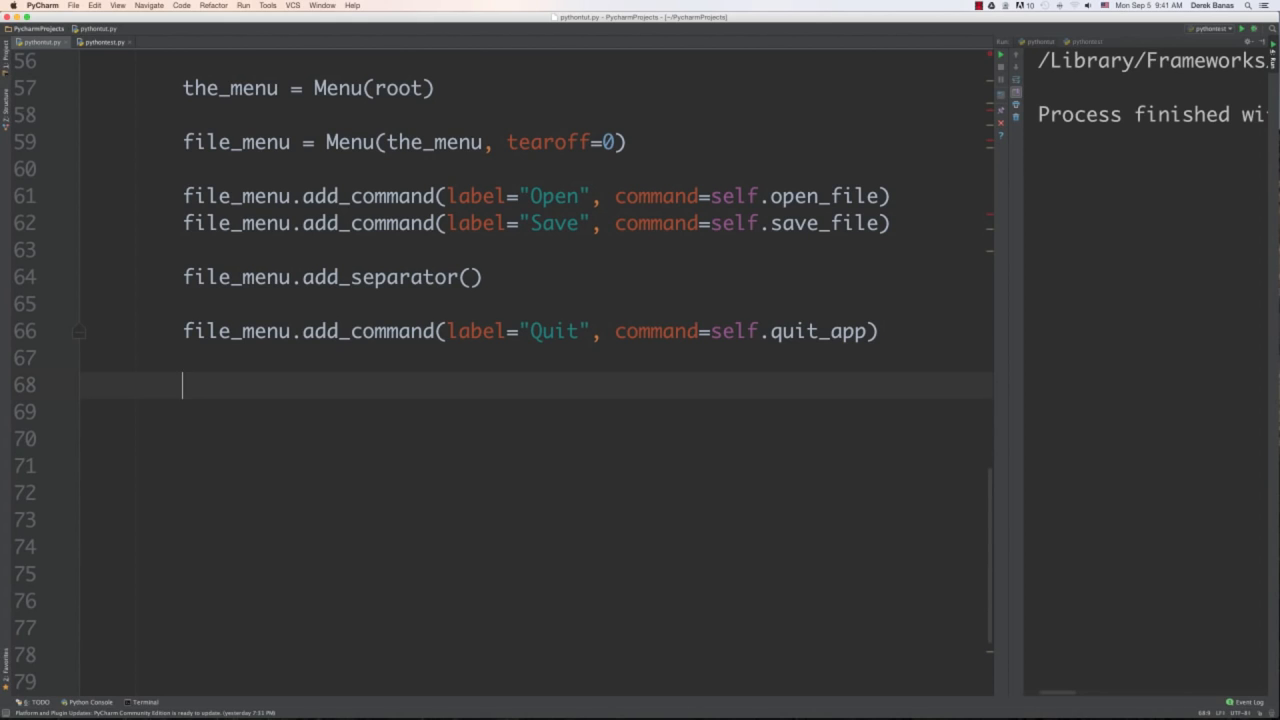 PyCharm File Edit View Navigate Code Refactor Run Tools VCS Window Help 10 Mon Sep 5 9:41 AM Derek Banas
pythontut.py - PycharmProjects - [~/PycharmProjects]
PycharmProjects pythontut.py pythontest
pythontut.py pythontest.py Run: pythontut pythontest
1: Project
Structure
Favorites
Run
56
57 the_menu = Menu(root)
58
59 file_menu = Menu(the_menu, tearoff=0)
60
61 file_menu.add_command(label="Open", command=self.open_file)
62 file_menu.add_command(label="Save", command=self.save_file)
63
64 file_menu.add_separator()
65
66 file_menu.add_command(label="Quit", command=self.quit_app)
67
68
69
70
71
72
73
74
75
76
77
78
79
/Library/Frameworks
Process finished wi
6: TODO Python Console Terminal Event Log
Platform and Plugin Updates: PyCharm Community Edition is ready to update. (yesterday 7:51 PM) 68:9 LF÷ UTF-8÷